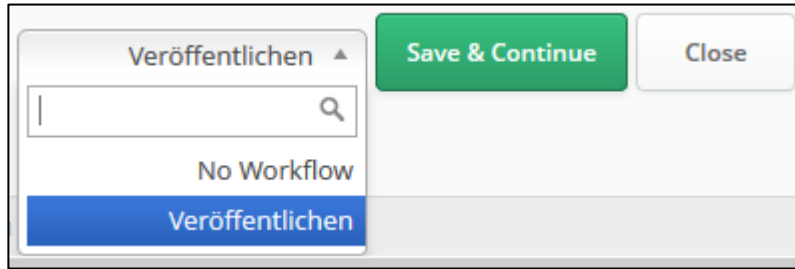 Veröffentlichen
Save & Continue
Close
No Workflow
Veröffentlichen